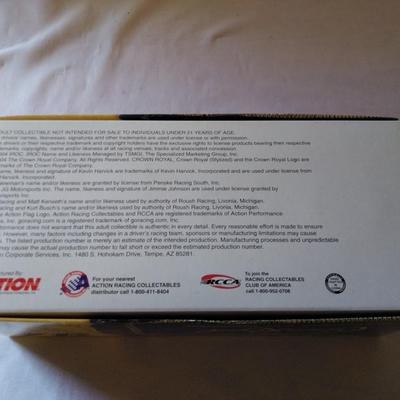 ADULT COLLECTIBLE NOT INTENDED FOR SALE TO INDIVIDUALS UNDER 21 YEARS OF AGE.
drivers' names, likenesses, signatures and other trademarks are used under license or with permission.
drivers or their respective trademark and copyright holders have the exclusive rights to license products bearing their respective
trademarks, copyrights, name and/or likeness at all racing venues, tracks and associated concession.
IROC. IROC Name and Likeness Managed by TSMGI, The Specialized Marketing Group, Inc.
04 The Crown Royal Company. All Rights Reserved. CROWN ROYAL, Crown Royal (Stylized) and the Crown Royal Logo are
marks of The Crown Royal Company.
name, likeness and signature of Kevin Harvick are trademarks of Kevin Harvick, Incorporated and are used under license from
Harvick, Incorporated.
Newman's name and/or likeness is granted by license from Penske Racing South, Inc.
JG Motorsports Inc. The name, likeness and signature of Jimmie Johnson are used under license granted by
sports Inc.
Racing and Matt Kenseth's name and/or likeness used by authority of Roush Racing, Livonia, Michigan.
Racing and Kurt Busch's name and/or likeness used by authority of Roush Racing, Livonia, Michigan.
Action Flag Logo, Action Racing Collectables and RCCA are registered trademarks of Action Performance
goracing.com is a registered trademark of goracing.com, Inc.
Performance does not warrant that this adult collectible is authentic in every detail. Every reasonable effort is made to ensure
However, many factors including changes in a driver's racing team, sponsors or manufacturing limitations may cause
The listed production number is merely an estimate of the intended production. Manufacturing processes and unpredictable
may cause the actual production number to fall short or exceed the estimated production number.
Corporate Services, Inc. 1480 S. Hohokam Drive, Tempe, AZ 85281.
TION
For your nearest
ACTION RACING COLLECTABLES
distributor call 1-800-411-8404
RCCA
To join the
RACING COLLECTABLES
CLUB OF AMERICA
call 1-800-952-0708